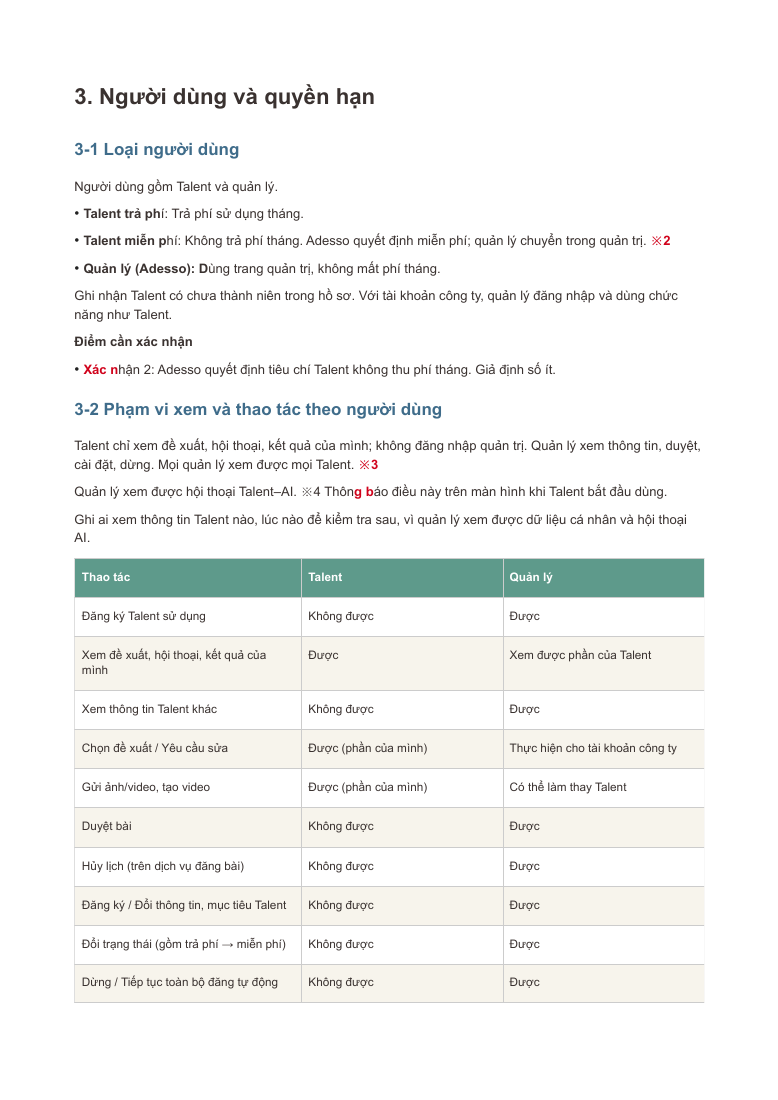 3. Người dùng và quyền hạn
3-1 Loại người dùng
Người dùng gồm Talent và quản lý.
• Talent trả phí: Trả phí sử dụng tháng.
• Talent miễn phí: Không trả phí tháng. Adesso quyết định miễn phí; quản lý chuyển trong quản trị. ※2
• Quản lý (Adesso): Dùng trang quản trị, không mất phí tháng.
Ghi nhận Talent có chưa thành niên trong hồ sơ. Với tài khoản công ty, quản lý đăng nhập và dùng chức
năng như Talent.
Điểm cần xác nhận
• Xác nhận 2: Adesso quyết định tiêu chí Talent không thu phí tháng. Giả định số ít.
3-2 Phạm vi xem và thao tác theo người dùng
Talent chỉ xem đề xuất, hội thoại, kết quả của mình; không đăng nhập quản trị. Quản lý xem thông tin, duyệt,
cài đặt, dừng. Mọi quản lý xem được mọi Talent. ※3
Quản lý xem được hội thoại Talent–AI. ※4 Thông báo điều này trên màn hình khi Talent bắt đầu dùng.
Ghi ai xem thông tin Talent nào, lúc nào để kiểm tra sau, vì quản lý xem được dữ liệu cá nhân và hội thoại
AI.
Thao tác Talent Quản lý
Đăng ký Talent sử dụng Không được Được
Xem đề xuất, hội thoại, kết quả của Được Xem được phần của Talent
mình
Xem thông tin Talent khác Không được Được
Chọn đề xuất / Yêu cầu sửa Được (phần của mình) Thực hiện cho tài khoản công ty
Gửi ảnh/video, tạo video Được (phần của mình) Có thể làm thay Talent
Duyệt bài Không được Được
Hủy lịch (trên dịch vụ đăng bài) Không được Được
Đăng ký / Đổi thông tin, mục tiêu Talent Không được Được
Đổi trạng thái (gồm trả phí → miễn phí) Không được Được
Dừng / Tiếp tục toàn bộ đăng tự động Không được Được